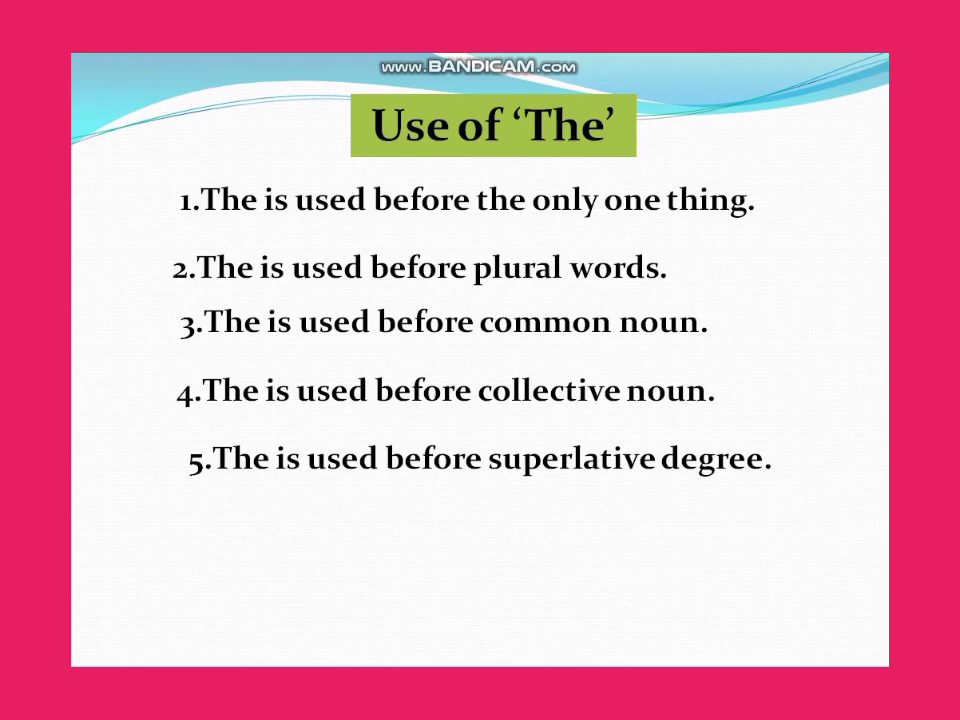 www.BANDICAM.com
Use of ‘The’
1.The is used before the only one thing.
2.The is used before plural words.
3.The is used before common noun.
4.The is used before collective noun.
5.The is used before superlative degree.